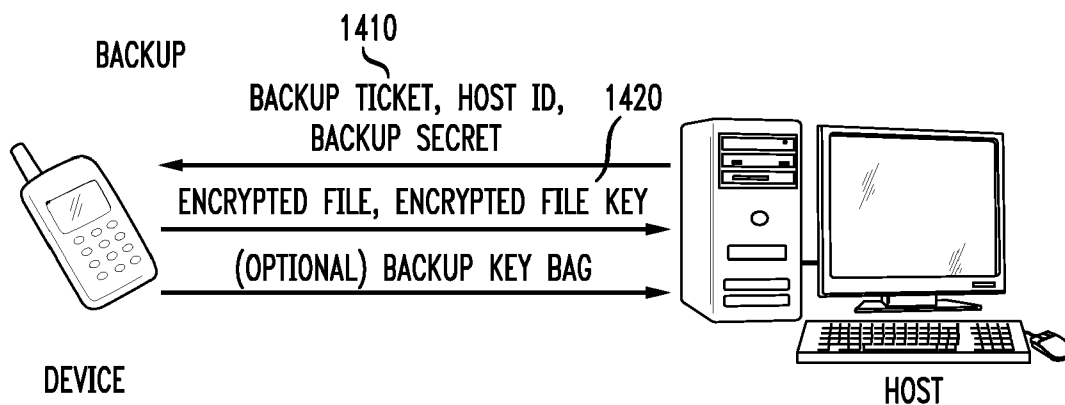 1410
BACKUP
BACKUP TICKET, HOST ID,
1420
BACKUP SECRET
ENCRYPTED FILE, ENCRYPTED FILE KEY
(OPTIONAL) BACKUP KEY BAG
DEVICE
HOST